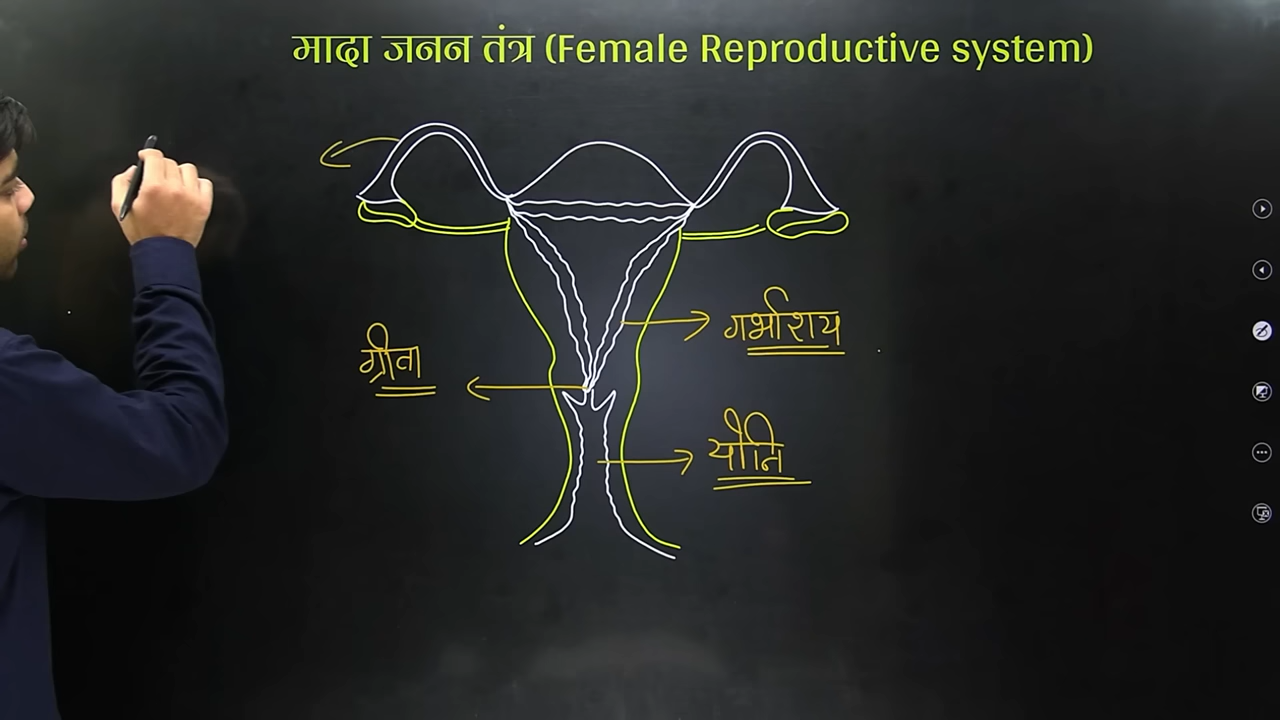 मादा जनन तंत्र (Female Reproductive system)
गर्भाशय
ग्रीवा
योनि